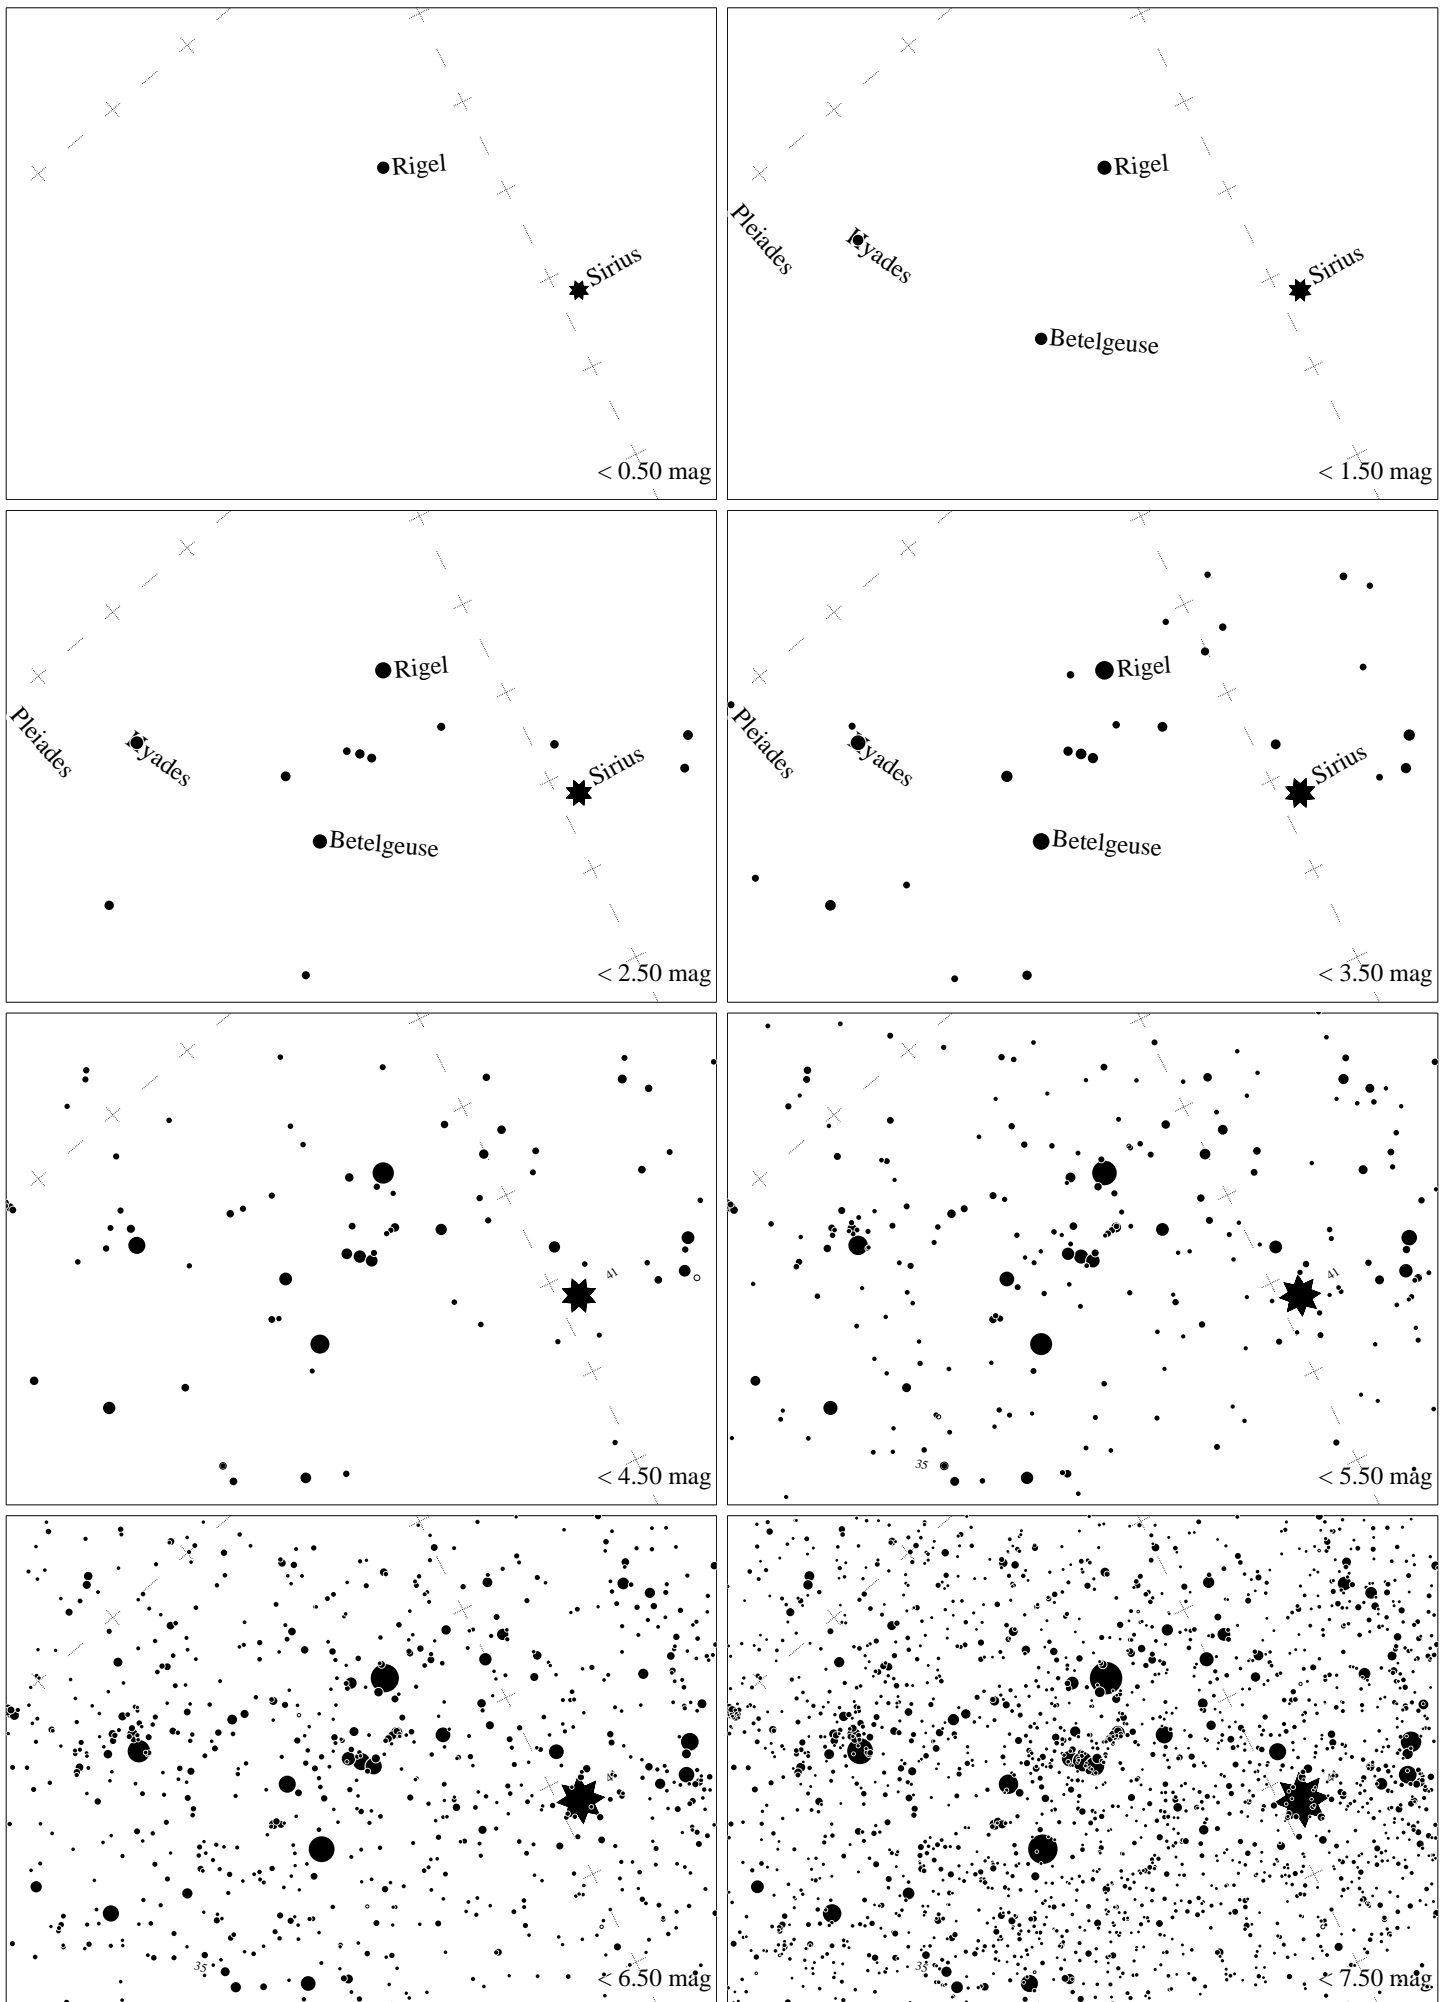 Rigel
Sirius
< 0.50 mag
Rigel
Pleiades
Hyades
Sirius
Betelgeuse
< 1.50 mag
Rigel
Pleiades
Hyades
Sirius
Betelgeuse
< 2.50 mag
Rigel
Pleiades
Hyades
Sirius
Betelgeuse
< 3.50 mag
41
< 4.50 mag
41
35
< 5.50 mag
35
< 6.50 mag
35
< 7.50 mag